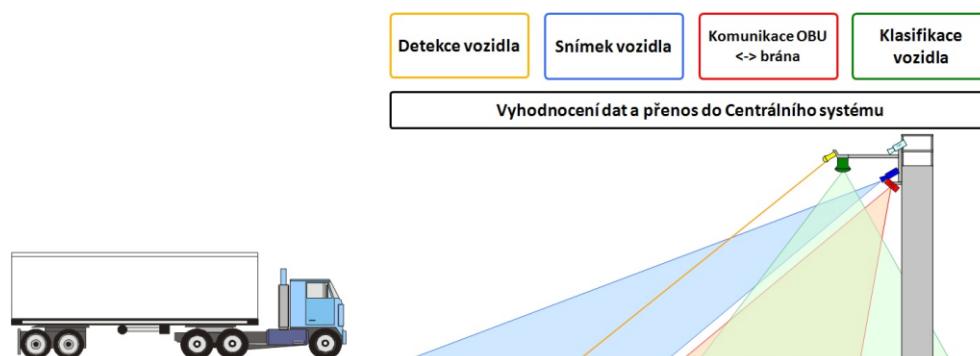 Detekce vozidla
Snímek vozidla
Komunikace OBU
<-> brána
Klasifikace
vozidla
Vyhodnocení dat a přenos do Centrálního systému